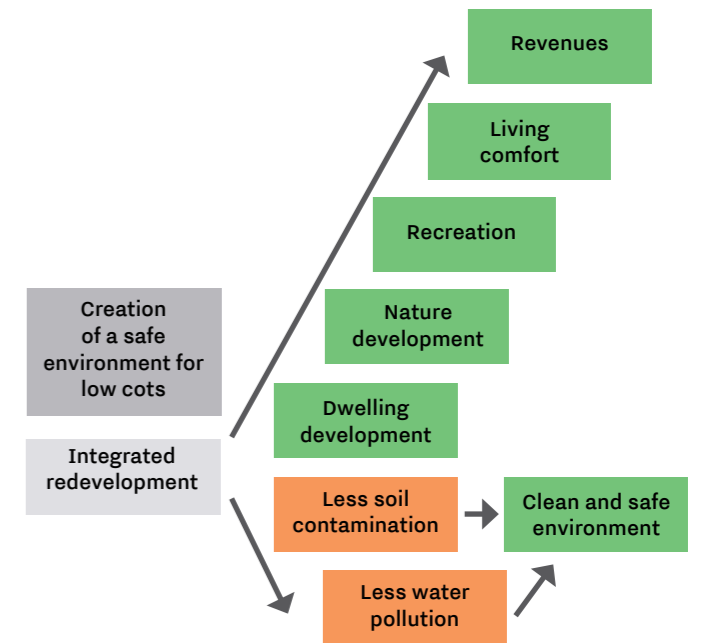 Revenues
Living
comfort
Recreation
Creation
of a safe
environment for
low cots
Nature
development
Dwelling
development
Integrated
redevelopment
Less soil
contamination
Clean and safe
environment
Less water
pollution